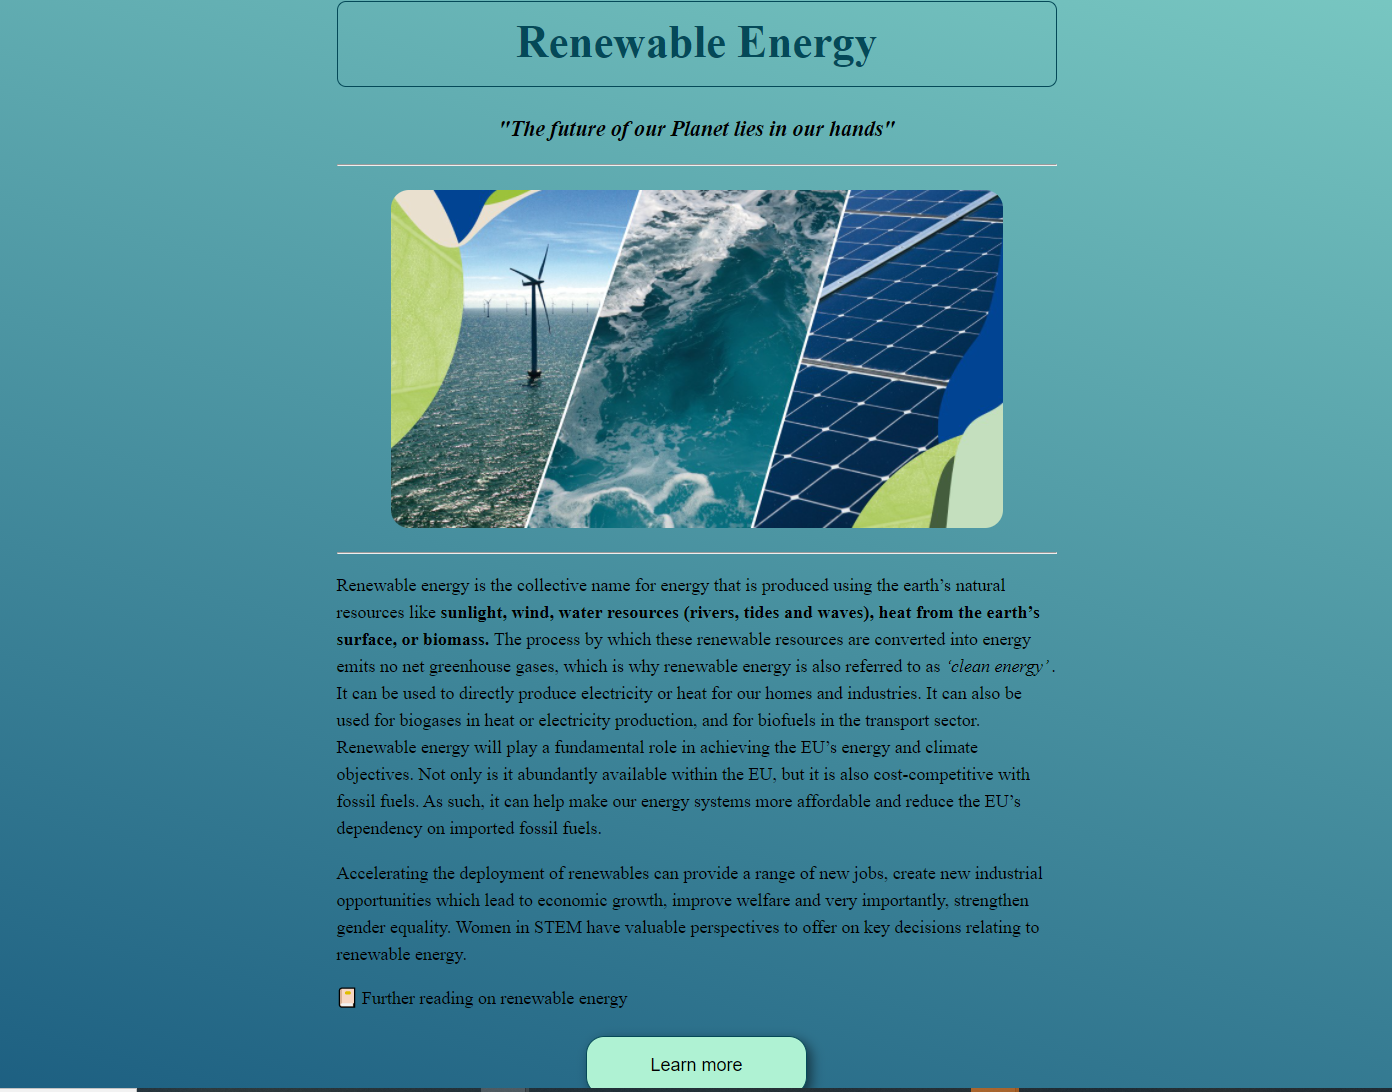 Renewable Energy
"The future of our Planet lies in our hands"
Renewable energy is the collective name for energy that is produced using the earth’s natural
resources like sunlight, wind, water resources (rivers, tides and waves), heat from the earth’s
surface, or biomass. The process by which these renewable resources are converted into energy
emits no net greenhouse gases, which is why renewable energy is also referred to as ‘clean energy’ .
It can be used to directly produce electricity or heat for our homes and industries. It can also be
used for biogases in heat or electricity production, and for biofuels in the transport sector.
Renewable energy will play a fundamental role in achieving the EU’s energy and climate
objectives. Not only is it abundantly available within the EU, but it is also cost-competitive with
fossil fuels. As such, it can help make our energy systems more affordable and reduce the EU’s
dependency on imported fossil fuels.
Accelerating the deployment of renewables can provide a range of new jobs, create new industrial
opportunities which lead to economic growth, improve welfare and very importantly, strengthen
gender equality. Women in STEM have valuable perspectives to offer on key decisions relating to
renewable energy.
Further reading on renewable energy
Learn more